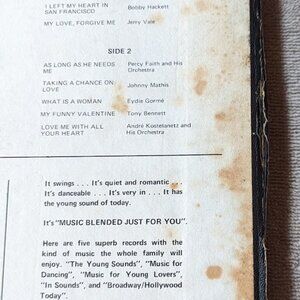 I LEFT MY HEART IN
SAN FRANCISCO
Bobby Hackett
MY LOVE, FORGIVE ME
Jerry Vale
SIDE 2
AS LONG AS HE NEEDS
ME
Percy Faith and His
Orchestra
TAKING A CHANCE ON
LOVE
Johnny Mathis
WHAT IS A WOMAN
Eydie Gormé
MY FUNNY VALENTINE
Tony Bennett
LOVE ME WITH ALL
YOUR HEART
André Kostelanetz and
His Orchestra
It swings . . . It's quiet and romantic . . .
It's danceable . . . It's very in . . . It has
the young sound of today.
It's "MUSIC BLENDED JUST FOR YOU".
Here are five superb records with the
kind of music the whole family will
enjoy. "The Young Sounds", "Music for
Dancing", "Music for Young Lovers",
"In Sounds", and "Broadway/Hollywood
Today".